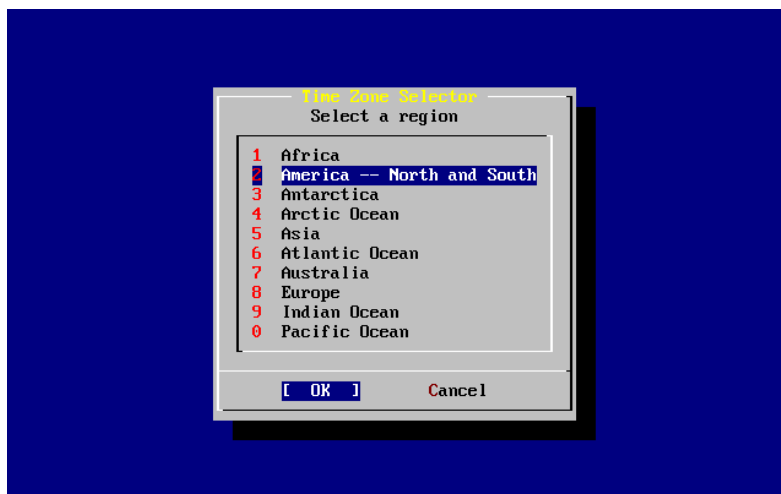 Time Zone Selector
Select a region
1 Africa
2 America -- North and South
3 Antarctica
4 Arctic Ocean
5 Asia
6 Atlantic Ocean
7 Australia
8 Europe
9 Indian Ocean
0 Pacific Ocean
[ OK ] Cancel